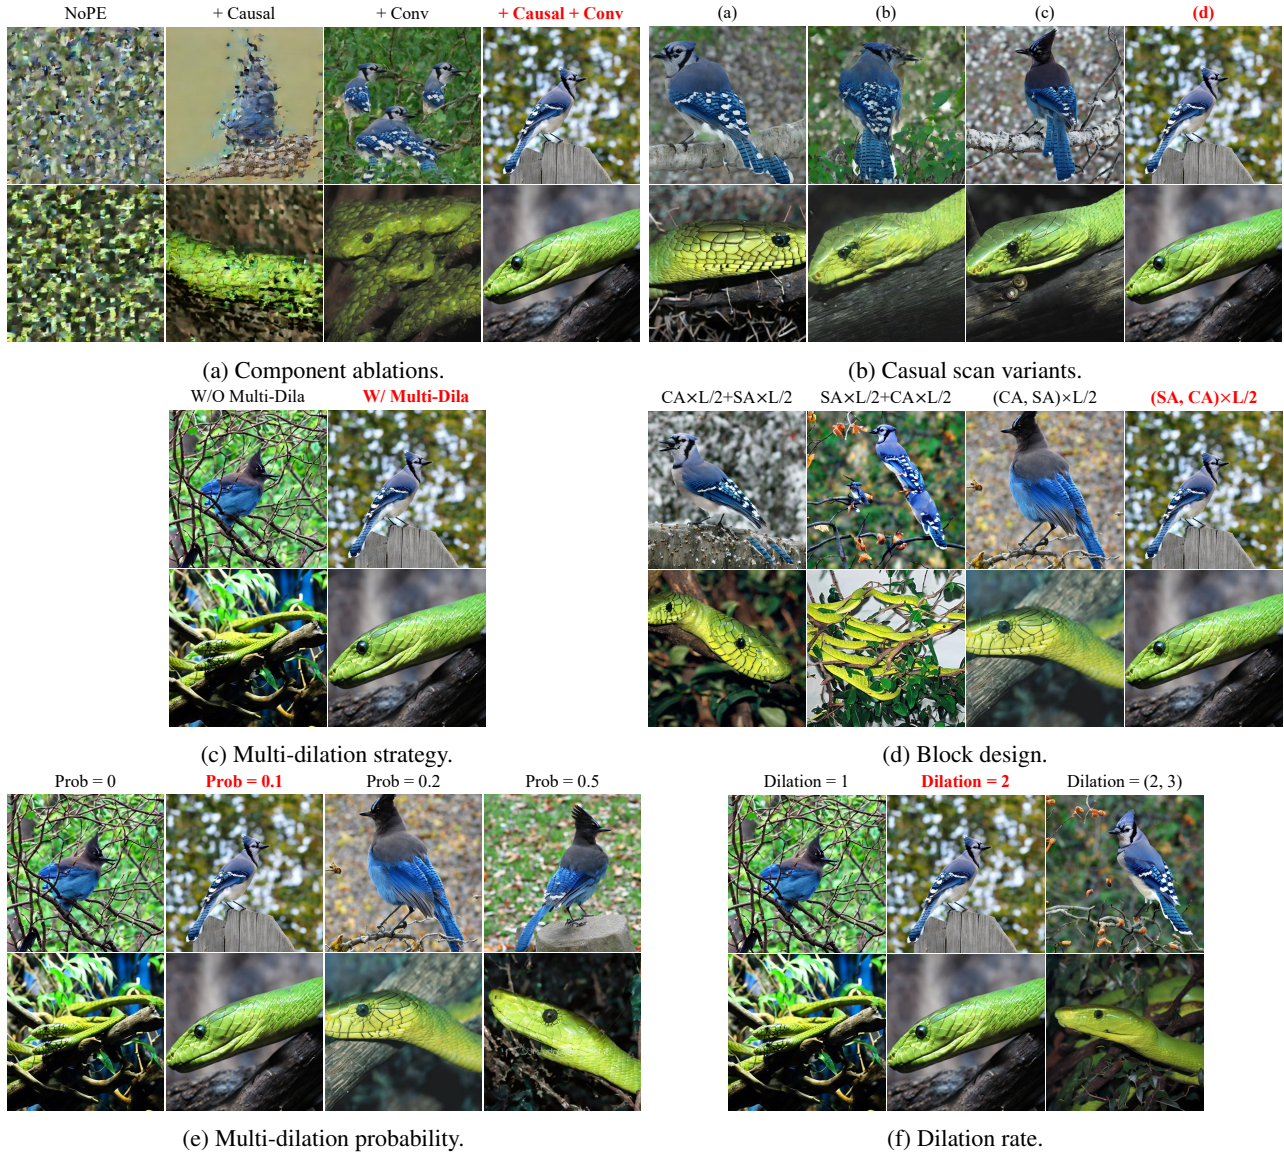 NoPE + Causal + Conv + Causal + Conv
(a) (b) (c) (d)
(a) Component ablations.
(b) Casual scan variants.
W/O Multi-Dila W/ Multi-Dila
CA×L/2+SA×L/2 SA×L/2+CA×L/2 (CA, SA)×L/2 (SA, CA)×L/2
(c) Multi-dilation strategy.
(d) Block design.
Prob = 0 Prob = 0.1 Prob = 0.2 Prob = 0.5
Dilation = 1 Dilation = 2 Dilation = (2, 3)
(e) Multi-dilation probability.
(f) Dilation rate.